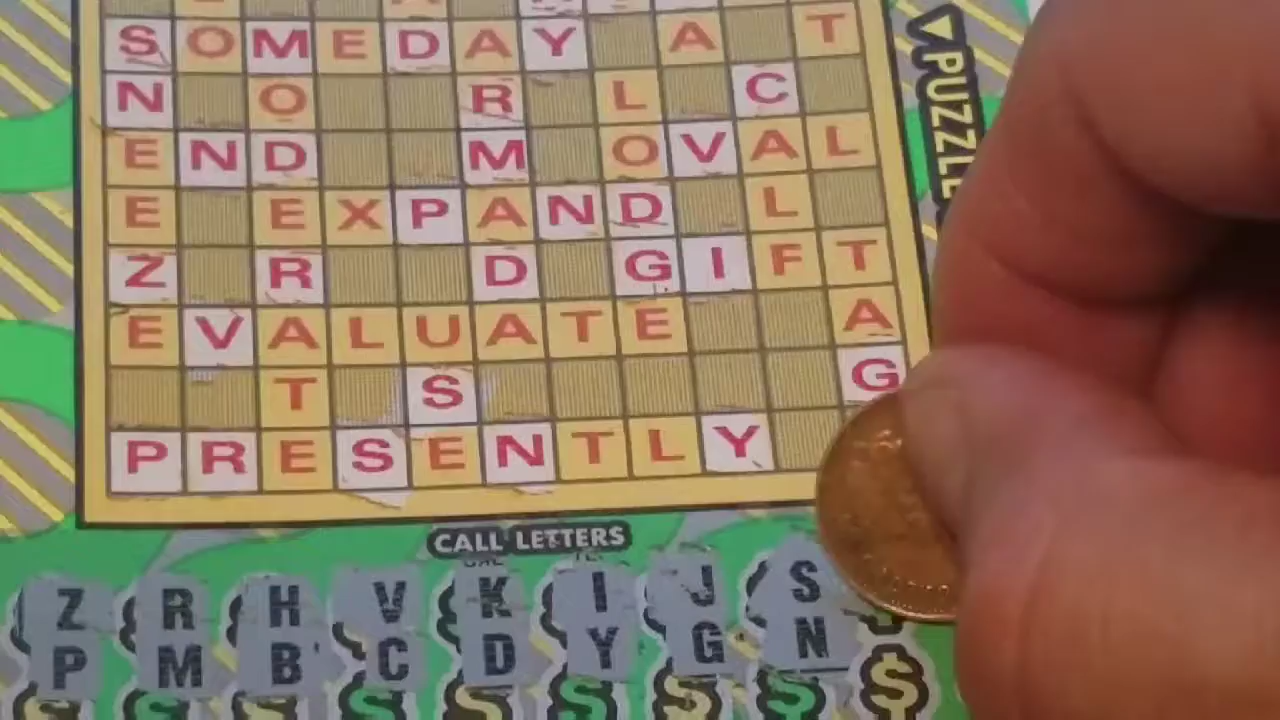 S O M E D A Y A T
N O R L C
E N D M O V A L
E E X P A N D L
Z R D G I F T
E V A L U A T E A
T S G
P R E S E N T L Y
PUZZLE
CALL LETTERS
Z R H V K I J S
P M B C D Y G N